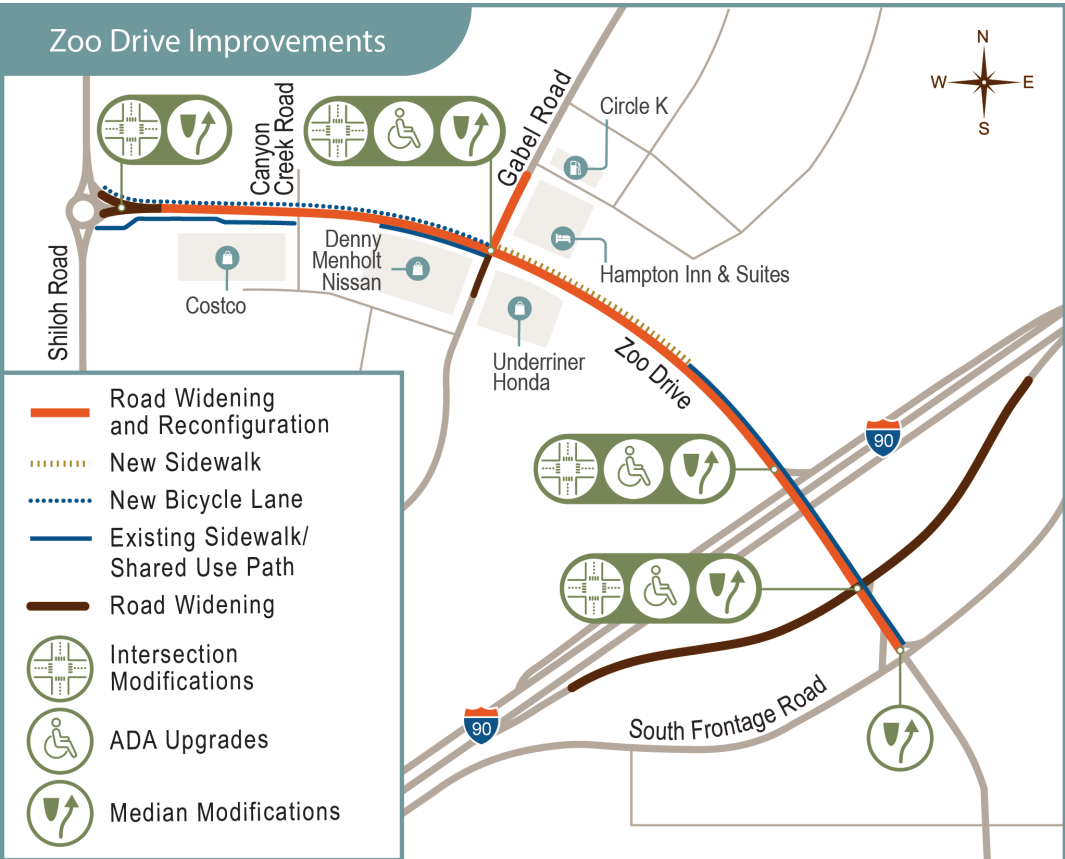 Zoo Drive Improvements
N
W
E
S
Canyon
Creek Road
Gabel Road
Circle K
Shiloh Road
Denny
Menholt
Nissan
Costco
Hampton Inn & Suites
Underriner
Honda
Zoo Drive
90
90
South Frontage Road
Road Widening
and Reconfiguration
New Sidewalk
New Bicycle Lane
Existing Sidewalk/
Shared Use Path
Road Widening
Intersection
Modifications
ADA Upgrades
Median Modifications